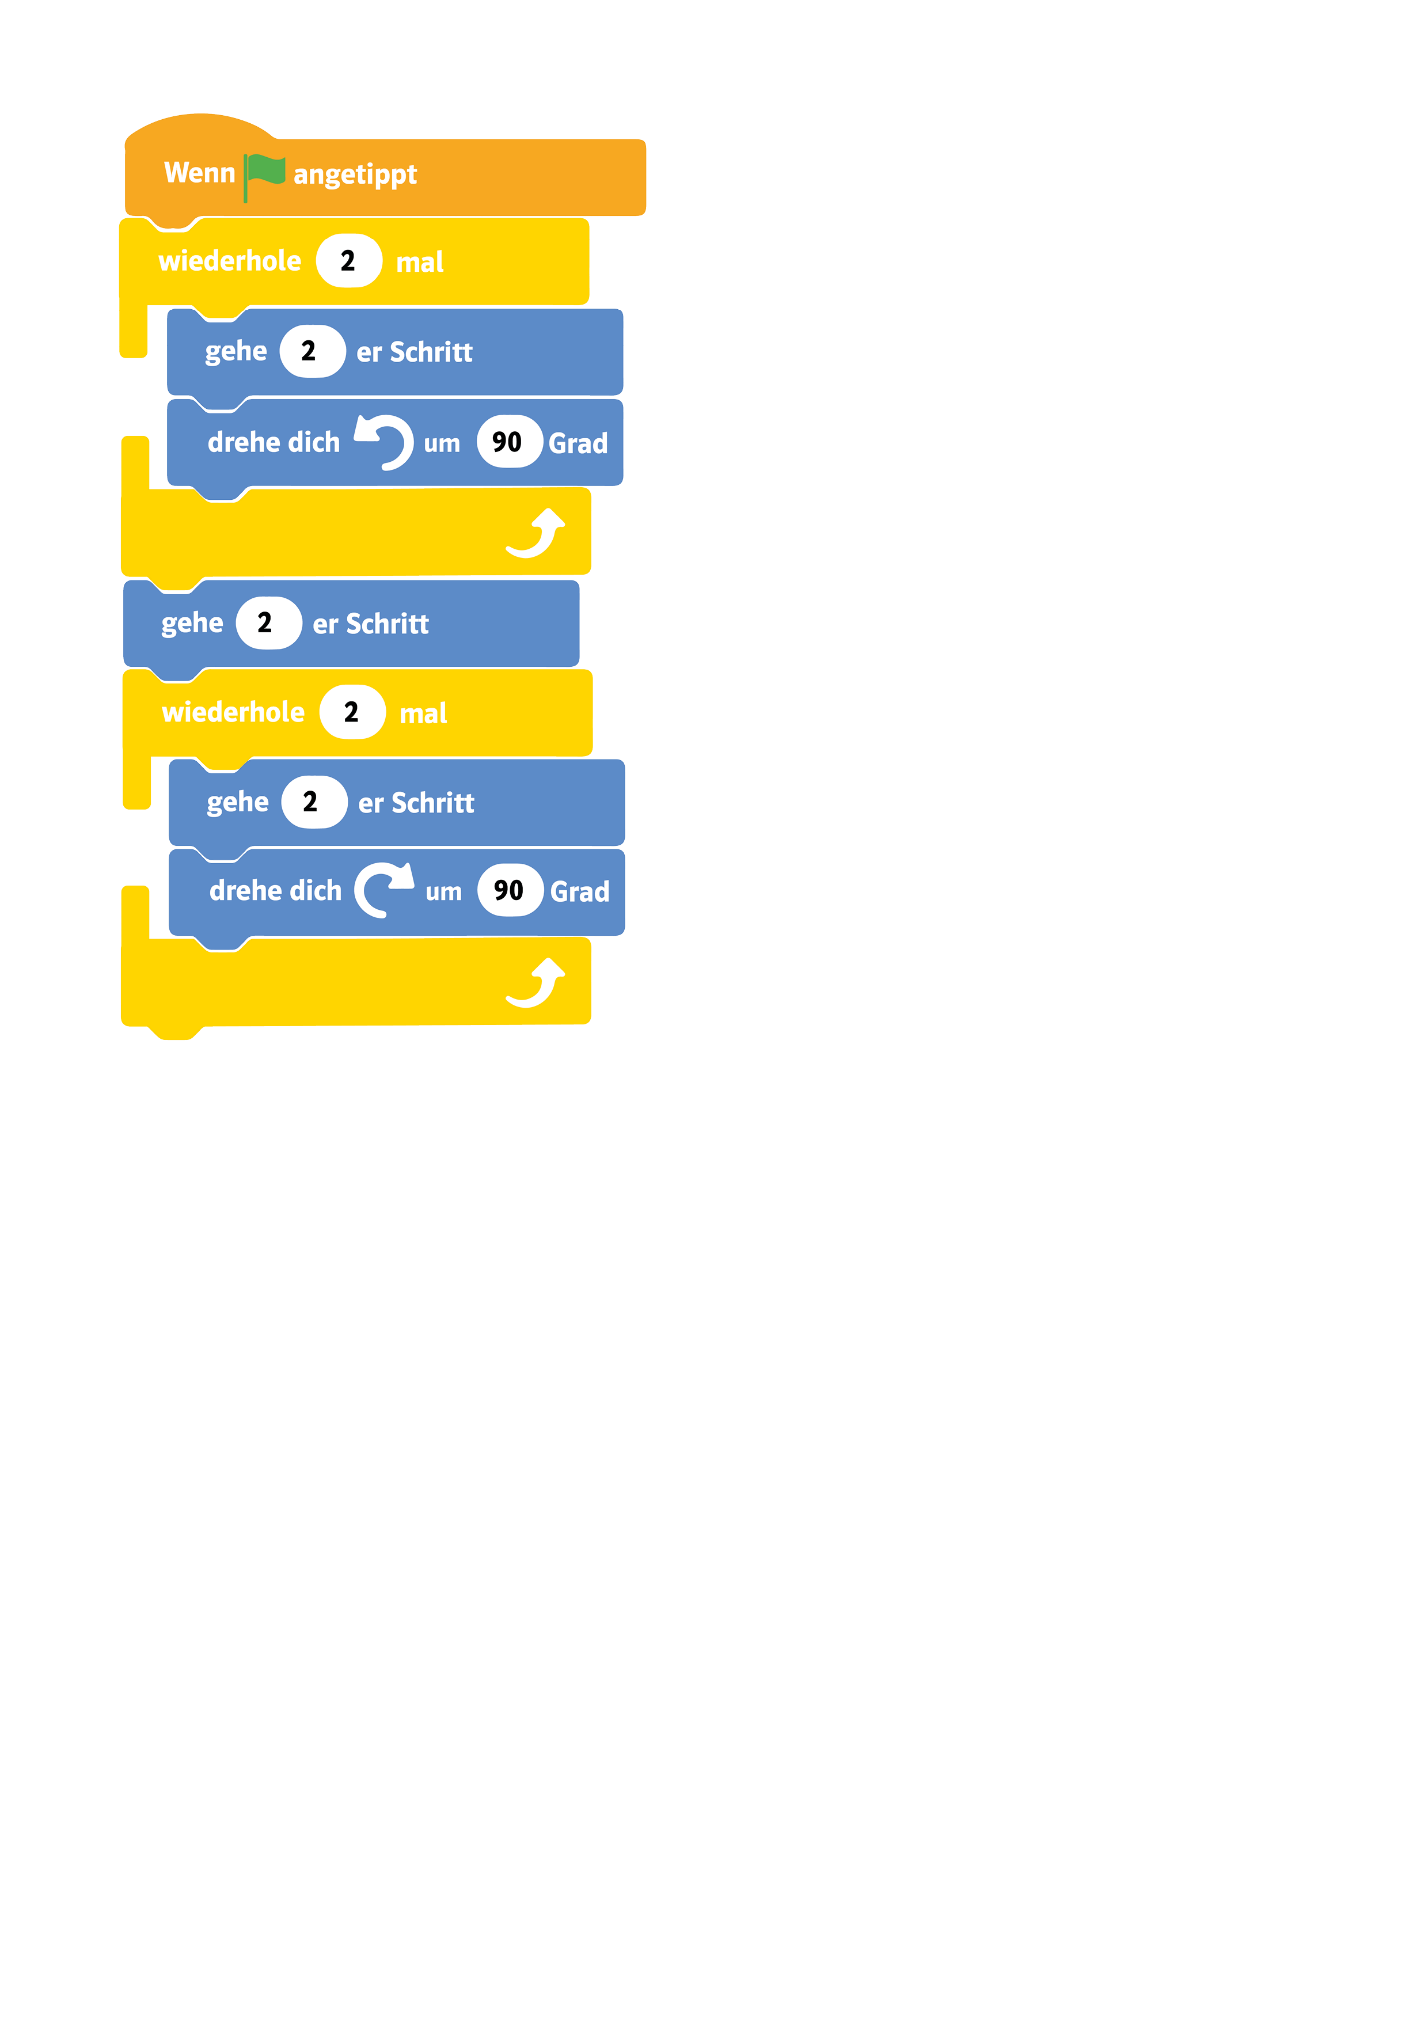 Wenn angetippt
wiederhole 2 mal
gehe 2 er Schritt
drehe dich um 90 Grad
gehe 2 er Schritt
wiederhole 2 mal
gehe 2 er Schritt
drehe dich um 90 Grad